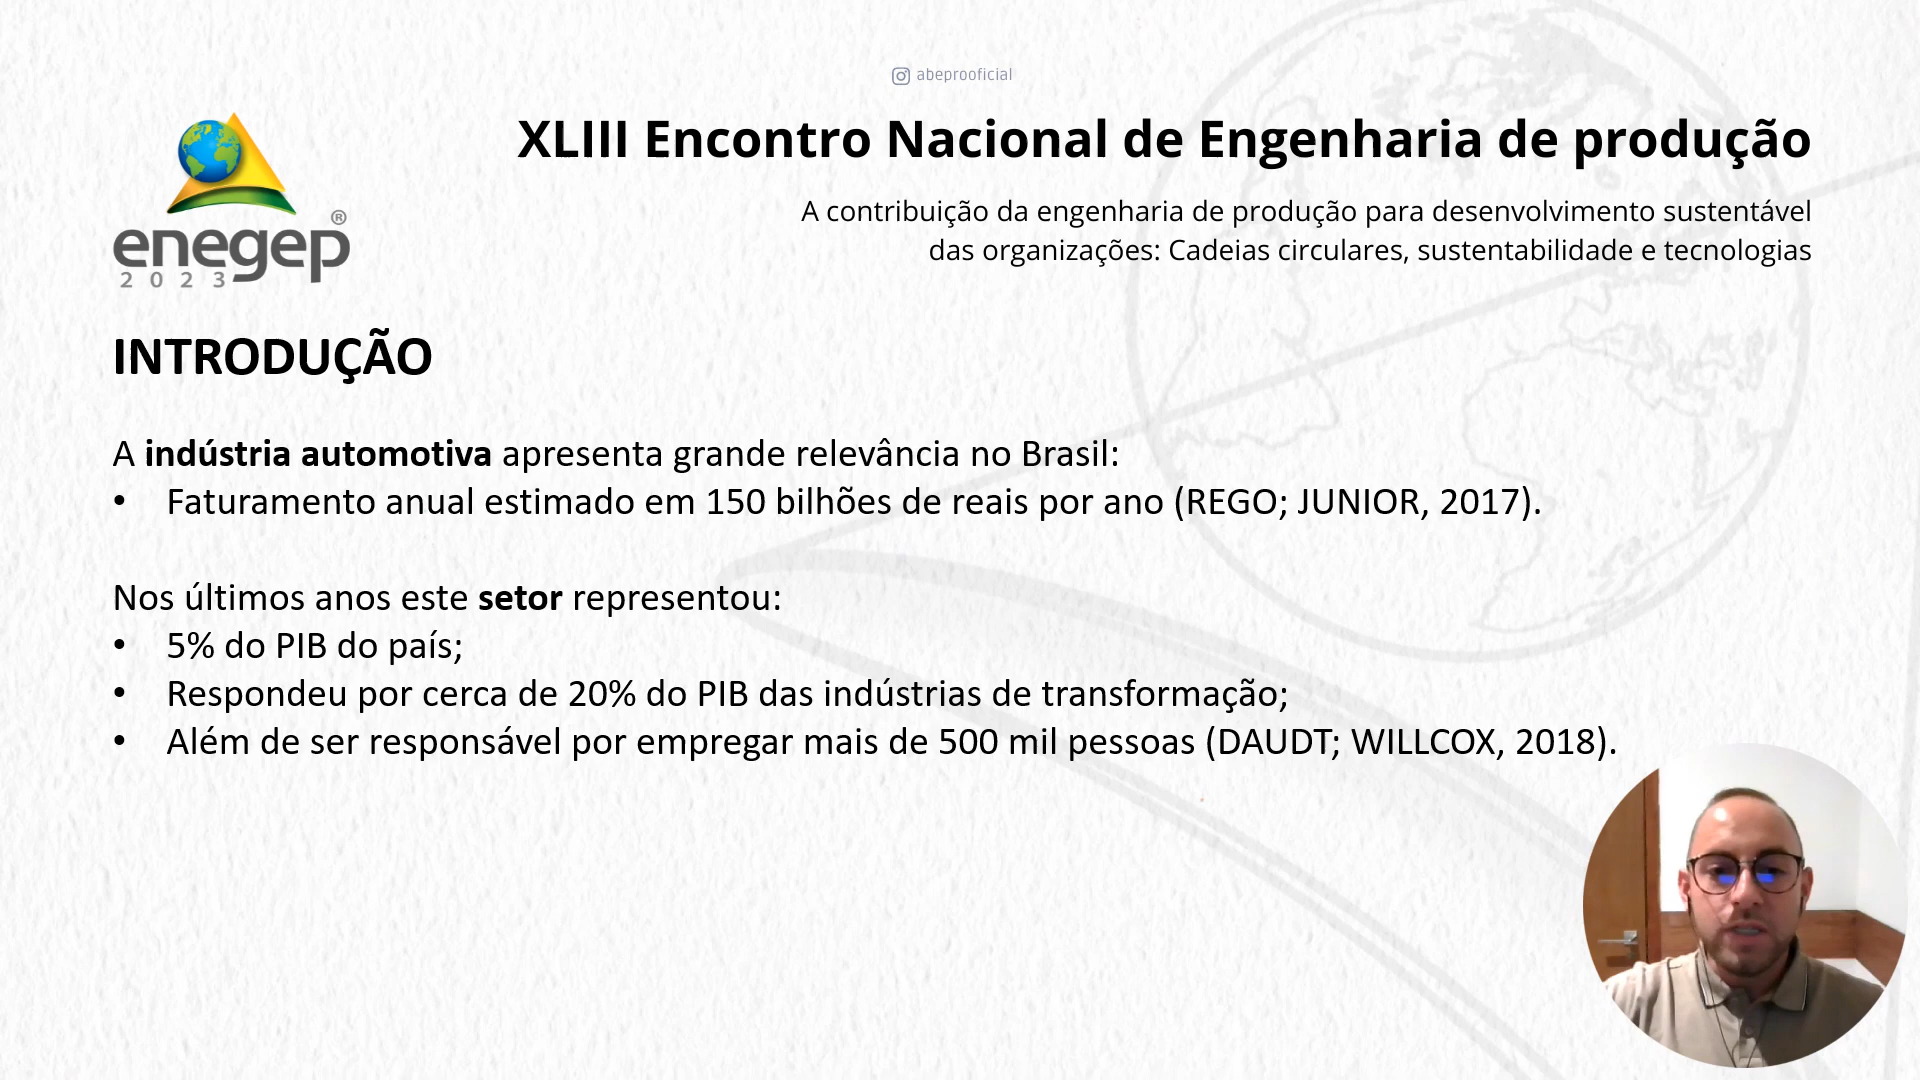 abeprooficial
XLIII Encontro Nacional de Engenharia de produção
A contribuição da engenharia de produção para desenvolvimento sustentável
das organizações: Cadeias circulares, sustentabilidade e tecnologias
enegep®
2023
INTRODUÇÃO
A indústria automotiva apresenta grande relevância no Brasil:
• Faturamento anual estimado em 150 bilhões de reais por ano (REGO; JUNIOR, 2017).
Nos últimos anos este setor representou:
• 5% do PIB do país;
• Respondeu por cerca de 20% do PIB das indústrias de transformação;
• Além de ser responsável por empregar mais de 500 mil pessoas (DAUDT; WILLCOX, 2018).